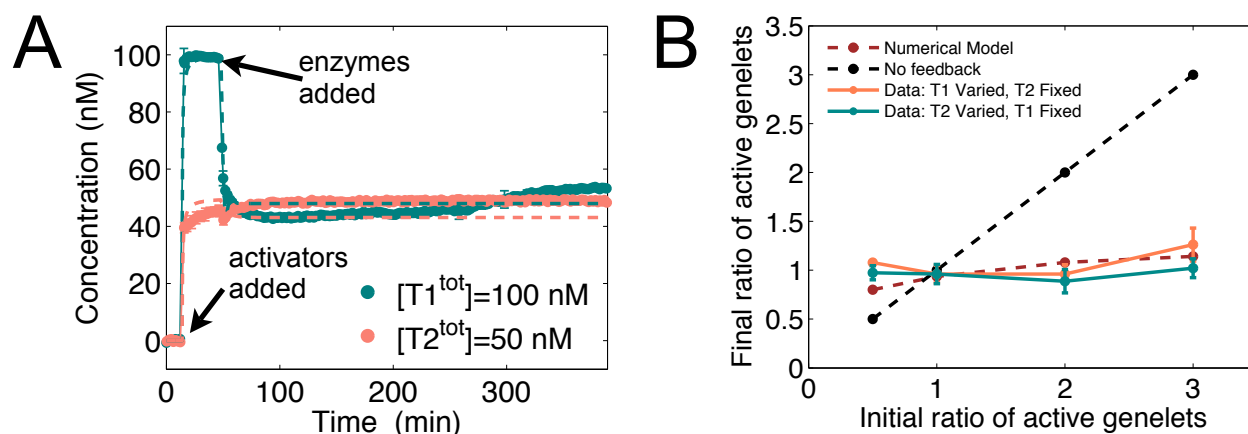 A
Concentration (nM)
100
80
60
40
20
0
enzymes
added
activators
added
[T1^tot]=100 nM
[T2^tot]=50 nM
0
100
200
300
Time (min)
B
Final ratio of active genelets
3.5
3
2.5
2
1.5
1
0.5
0
Numerical Model
No feedback
Data: T1 Varied, T2 Fixed
Data: T2 Varied, T1 Fixed
0
1
2
3
Initial ratio of active genelets